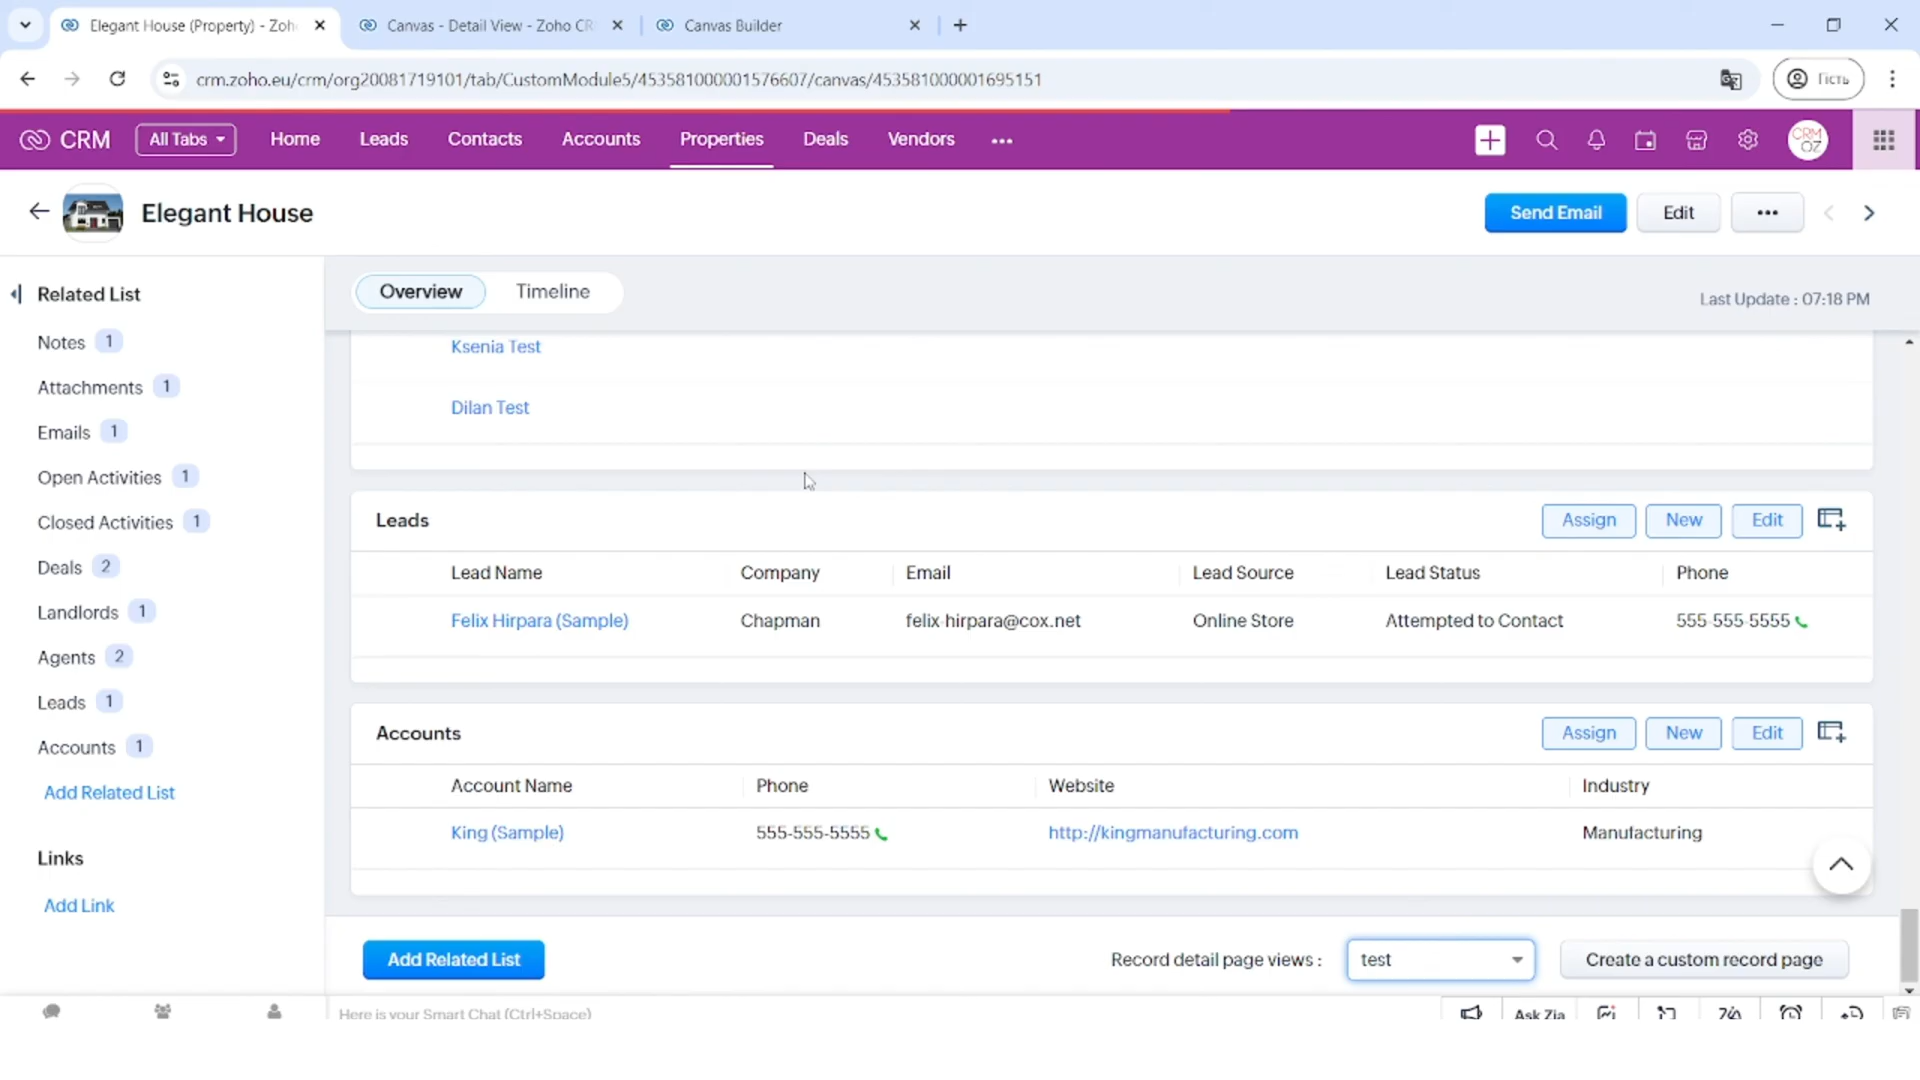 Elegant House (Property) - Zoh
Canvas - Detail View - Zoho CR
Canvas Builder
crm.zoho.eu/crm/org20081719101/tab/CustomModule5/453581000001576607/canvas/453581000001695151
Гість
CRM
All Tabs
Home
Leads
Contacts
Accounts
Properties
Deals
Vendors
CRM
OZ
Elegant House
Send Email
Edit
Related List
Overview
Timeline
Last Update : 07:18 PM
Notes 1
Attachments 1
Emails 1
Open Activities 1
Closed Activities 1
Deals 2
Landlords 1
Agents 2
Leads 1
Accounts 1
Add Related List
Links
Add Link
Ksenia Test
Dilan Test
Leads
Assign New Edit
Lead Name Company Email Lead Source Lead Status Phone
Felix Hirpara (Sample) Chapman felix-hirpara@cox.net Online Store Attempted to Contact 555-555-5555
Accounts
Assign New Edit
Account Name Phone Website Industry
King (Sample) 555-555-5555 http://kingmanufacturing.com Manufacturing
Add Related List
Record detail page views :
test
Create a custom record page
Here is your Smart Chat (Ctrl+Space)
Ask Zia